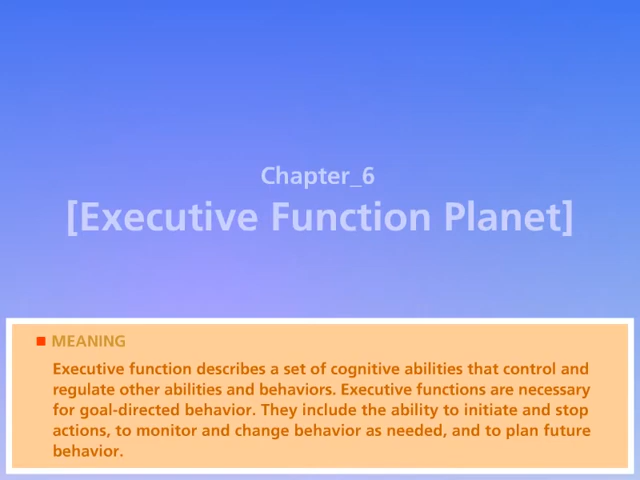 Chapter_6
[Executive Function Planet]
MEANING
Executive function describes a set of cognitive abilities that control and
regulate other abilities and behaviors. Executive functions are necessary
for goal-directed behavior. They include the ability to initiate and stop
actions, to monitor and change behavior as needed, and to plan future
behavior.